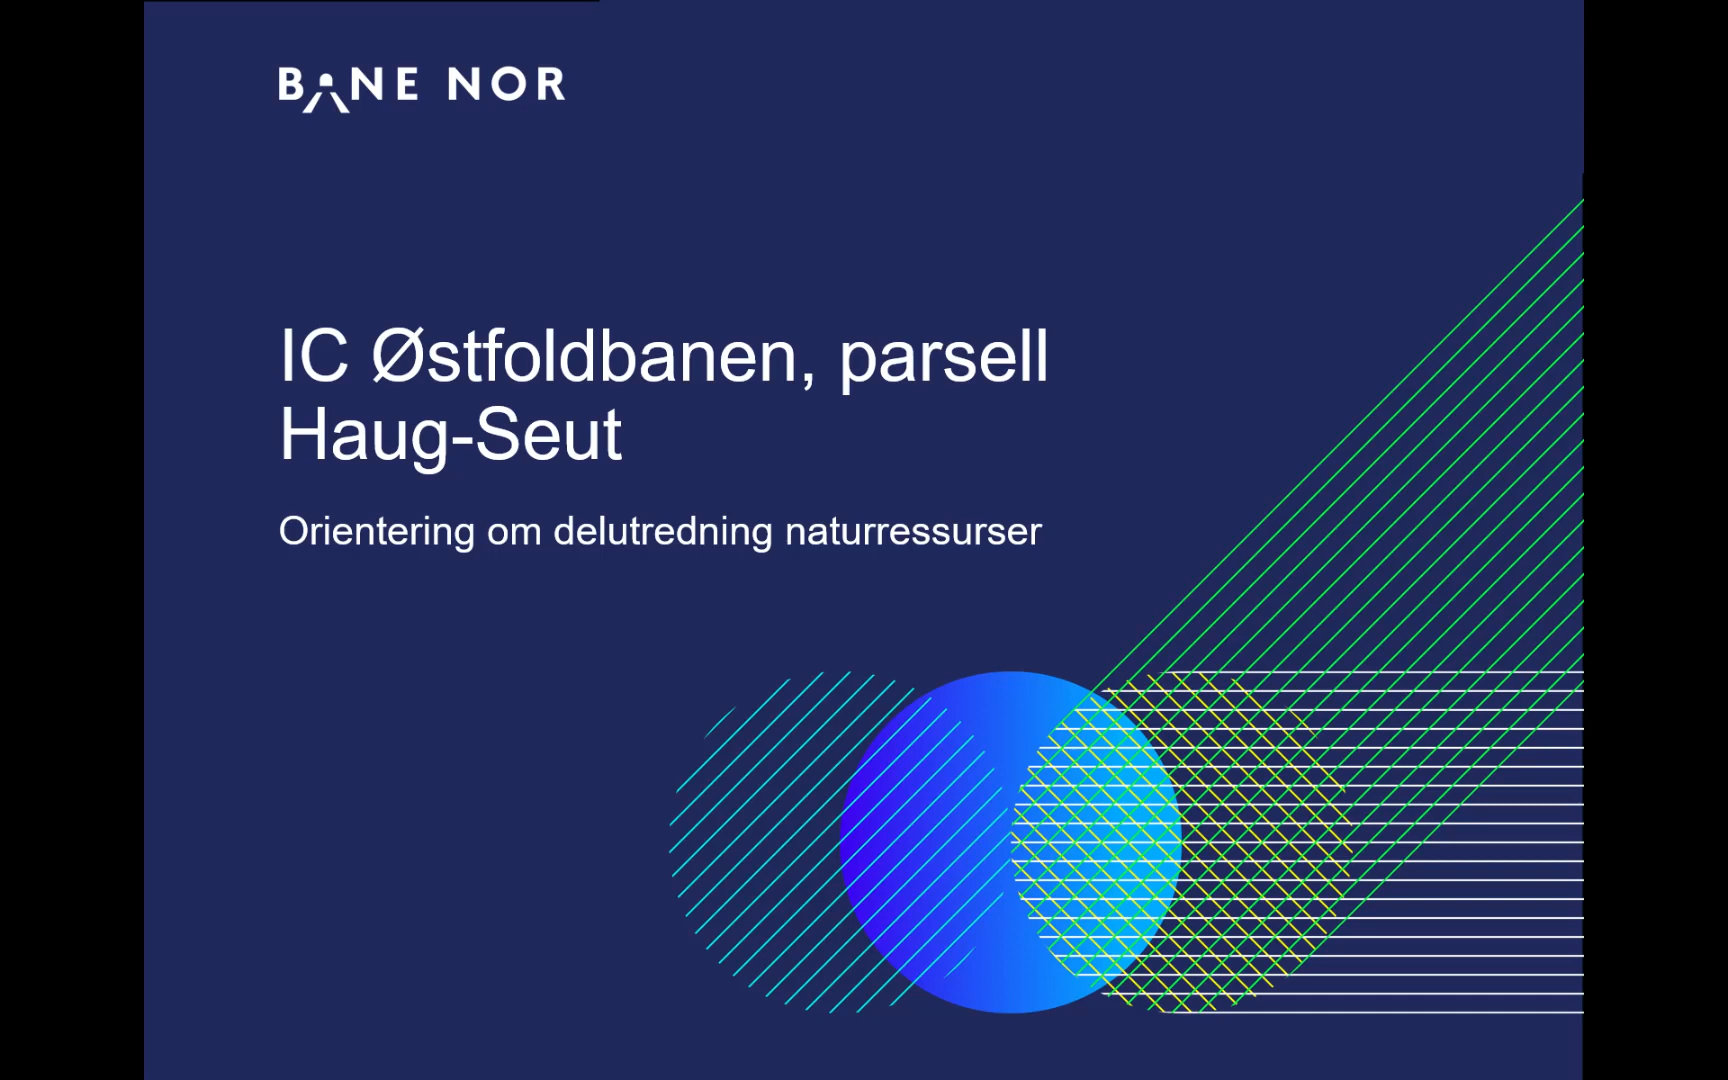 BANE NOR
IC Østfoldbanen, parsell
Haug-Seut
Orientering om delutredning naturressurser